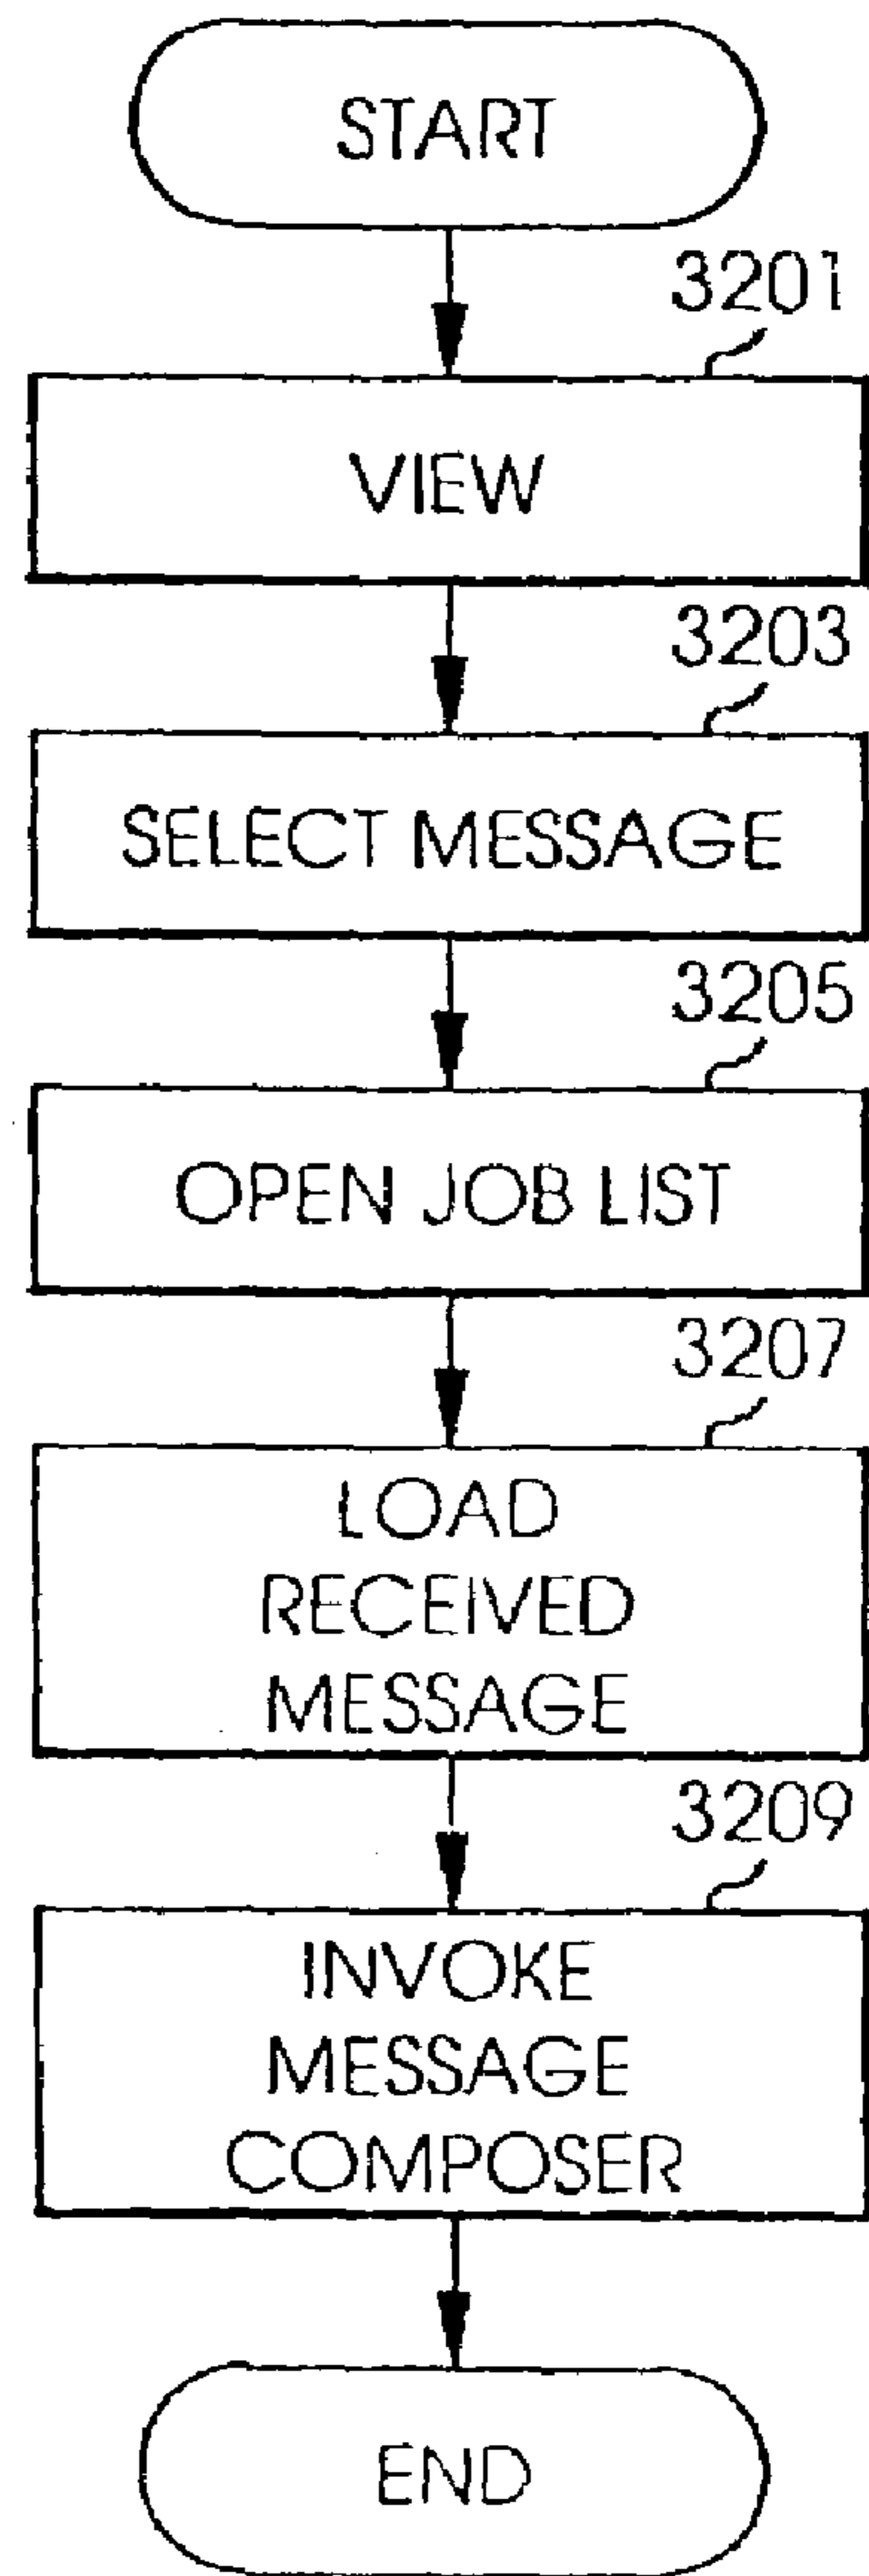 START
3201
VIEW
3203
SELECT MESSAGE
3205
OPEN JOB LIST
3207
LOAD
RECEIVED
MESSAGE
3209
INVOKE
MESSAGE
COMPOSER
END